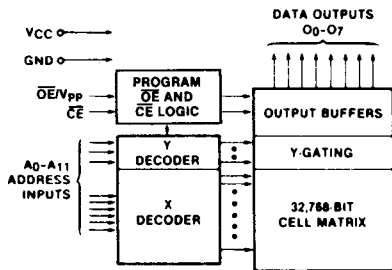 DATA OUTPUTS
O0-O7
VCC
GND
OE/Vpp
CE
PROGRAM
OE AND
CE LOGIC
OUTPUT BUFFERS
A0-A11
ADDRESS
INPUTS
Y
DECODER
Y-GATING
X
DECODER
32,768-BIT
CELL MATRIX